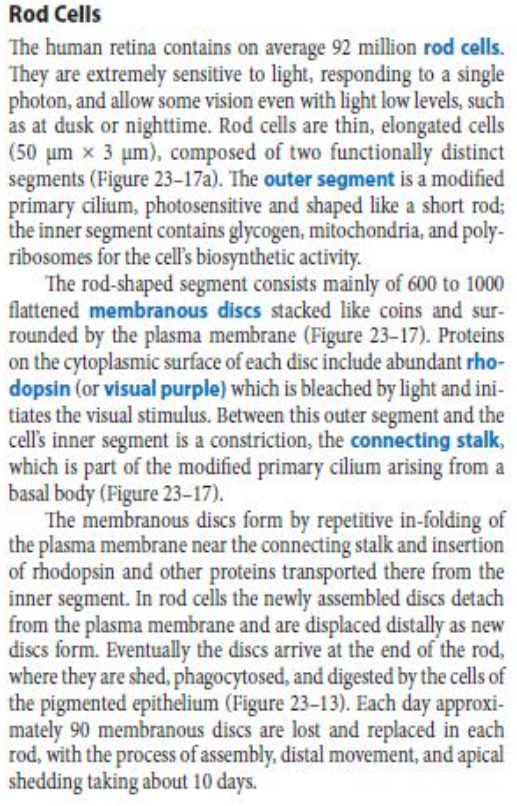 Rod Cells
The human retina contains on average 92 million rod cells.
They are extremely sensitive to light, responding to a single
photon, and allow some vision even with light low levels, such
as at dusk or nighttime. Rod cells are thin, elongated cells
(50 μm × 3 μm), composed of two functionally distinct
segments (Figure 23–17a). The outer segment is a modified
primary cilium, photosensitive and shaped like a short rod;
the inner segment contains glycogen, mitochondria, and poly-
ribosomes for the cell's biosynthetic activity.
The rod-shaped segment consists mainly of 600 to 1000
flattened membranous discs stacked like coins and sur-
rounded by the plasma membrane (Figure 23–17). Proteins
on the cytoplasmic surface of each disc include abundant rho-
dopsin (or visual purple) which is bleached by light and ini-
tiates the visual stimulus. Between this outer segment and the
cell's inner segment is a constriction, the connecting stalk,
which is part of the modified primary cilium arising from a
basal body (Figure 23–17).
The membranous discs form by repetitive in-folding of
the plasma membrane near the connecting stalk and insertion
of rhodopsin and other proteins transported there from the
inner segment. In rod cells the newly assembled discs detach
from the plasma membrane and are displaced distally as new
discs form. Eventually the discs arrive at the end of the rod,
where they are shed, phagocytosed, and digested by the cells of
the pigmented epithelium (Figure 23–13). Each day approxi-
mately 90 membranous discs are lost and replaced in each
rod, with the process of assembly, distal movement, and apical
shedding taking about 10 days.